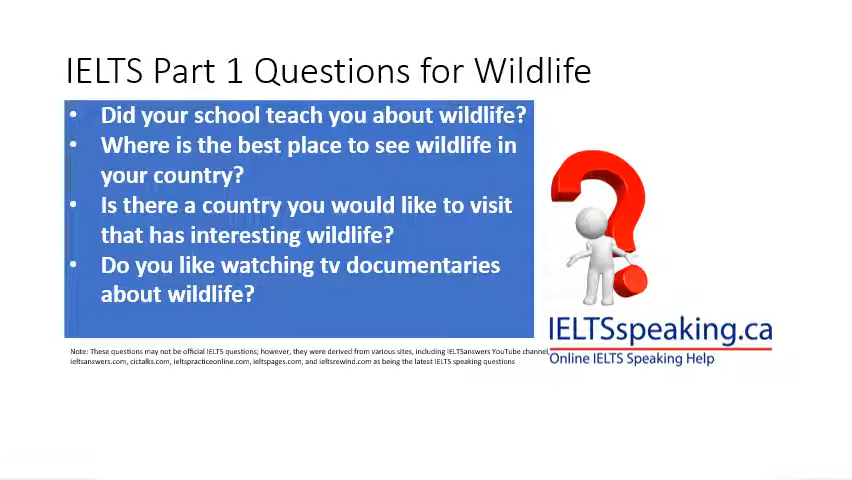 IELTS Part 1 Questions for Wildlife
• Did your school teach you about wildlife?
• Where is the best place to see wildlife in
your country?
• Is there a country you would like to visit
that has interesting wildlife?
• Do you like watching tv documentaries
about wildlife?
IELTSspeaking.ca
Online IELTS Speaking Help
Note: These questions may not be official IELTS questions; however, they were derived from various sites, including IELTSanswers YouTube channel,
ieltsanswers.com, cictalks.com, ieltspracticeonline.com, ieltspages.com, and ieltsrewind.com as being the latest IELTS speaking questions